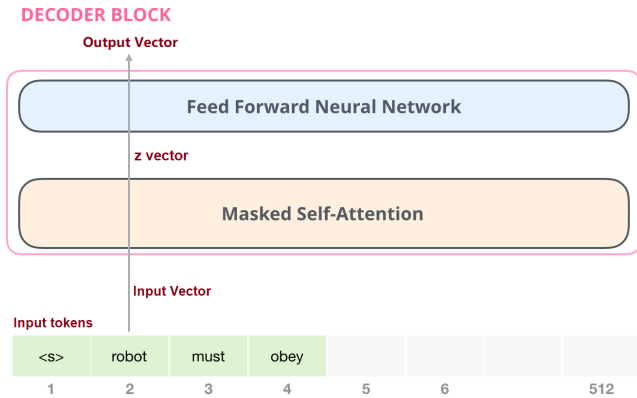 DECODER BLOCK
Output Vector
Feed Forward Neural Network
z vector
Masked Self-Attention
Input Vector
Input tokens
<s> robot must obey
1 2 3 4 5 6 512